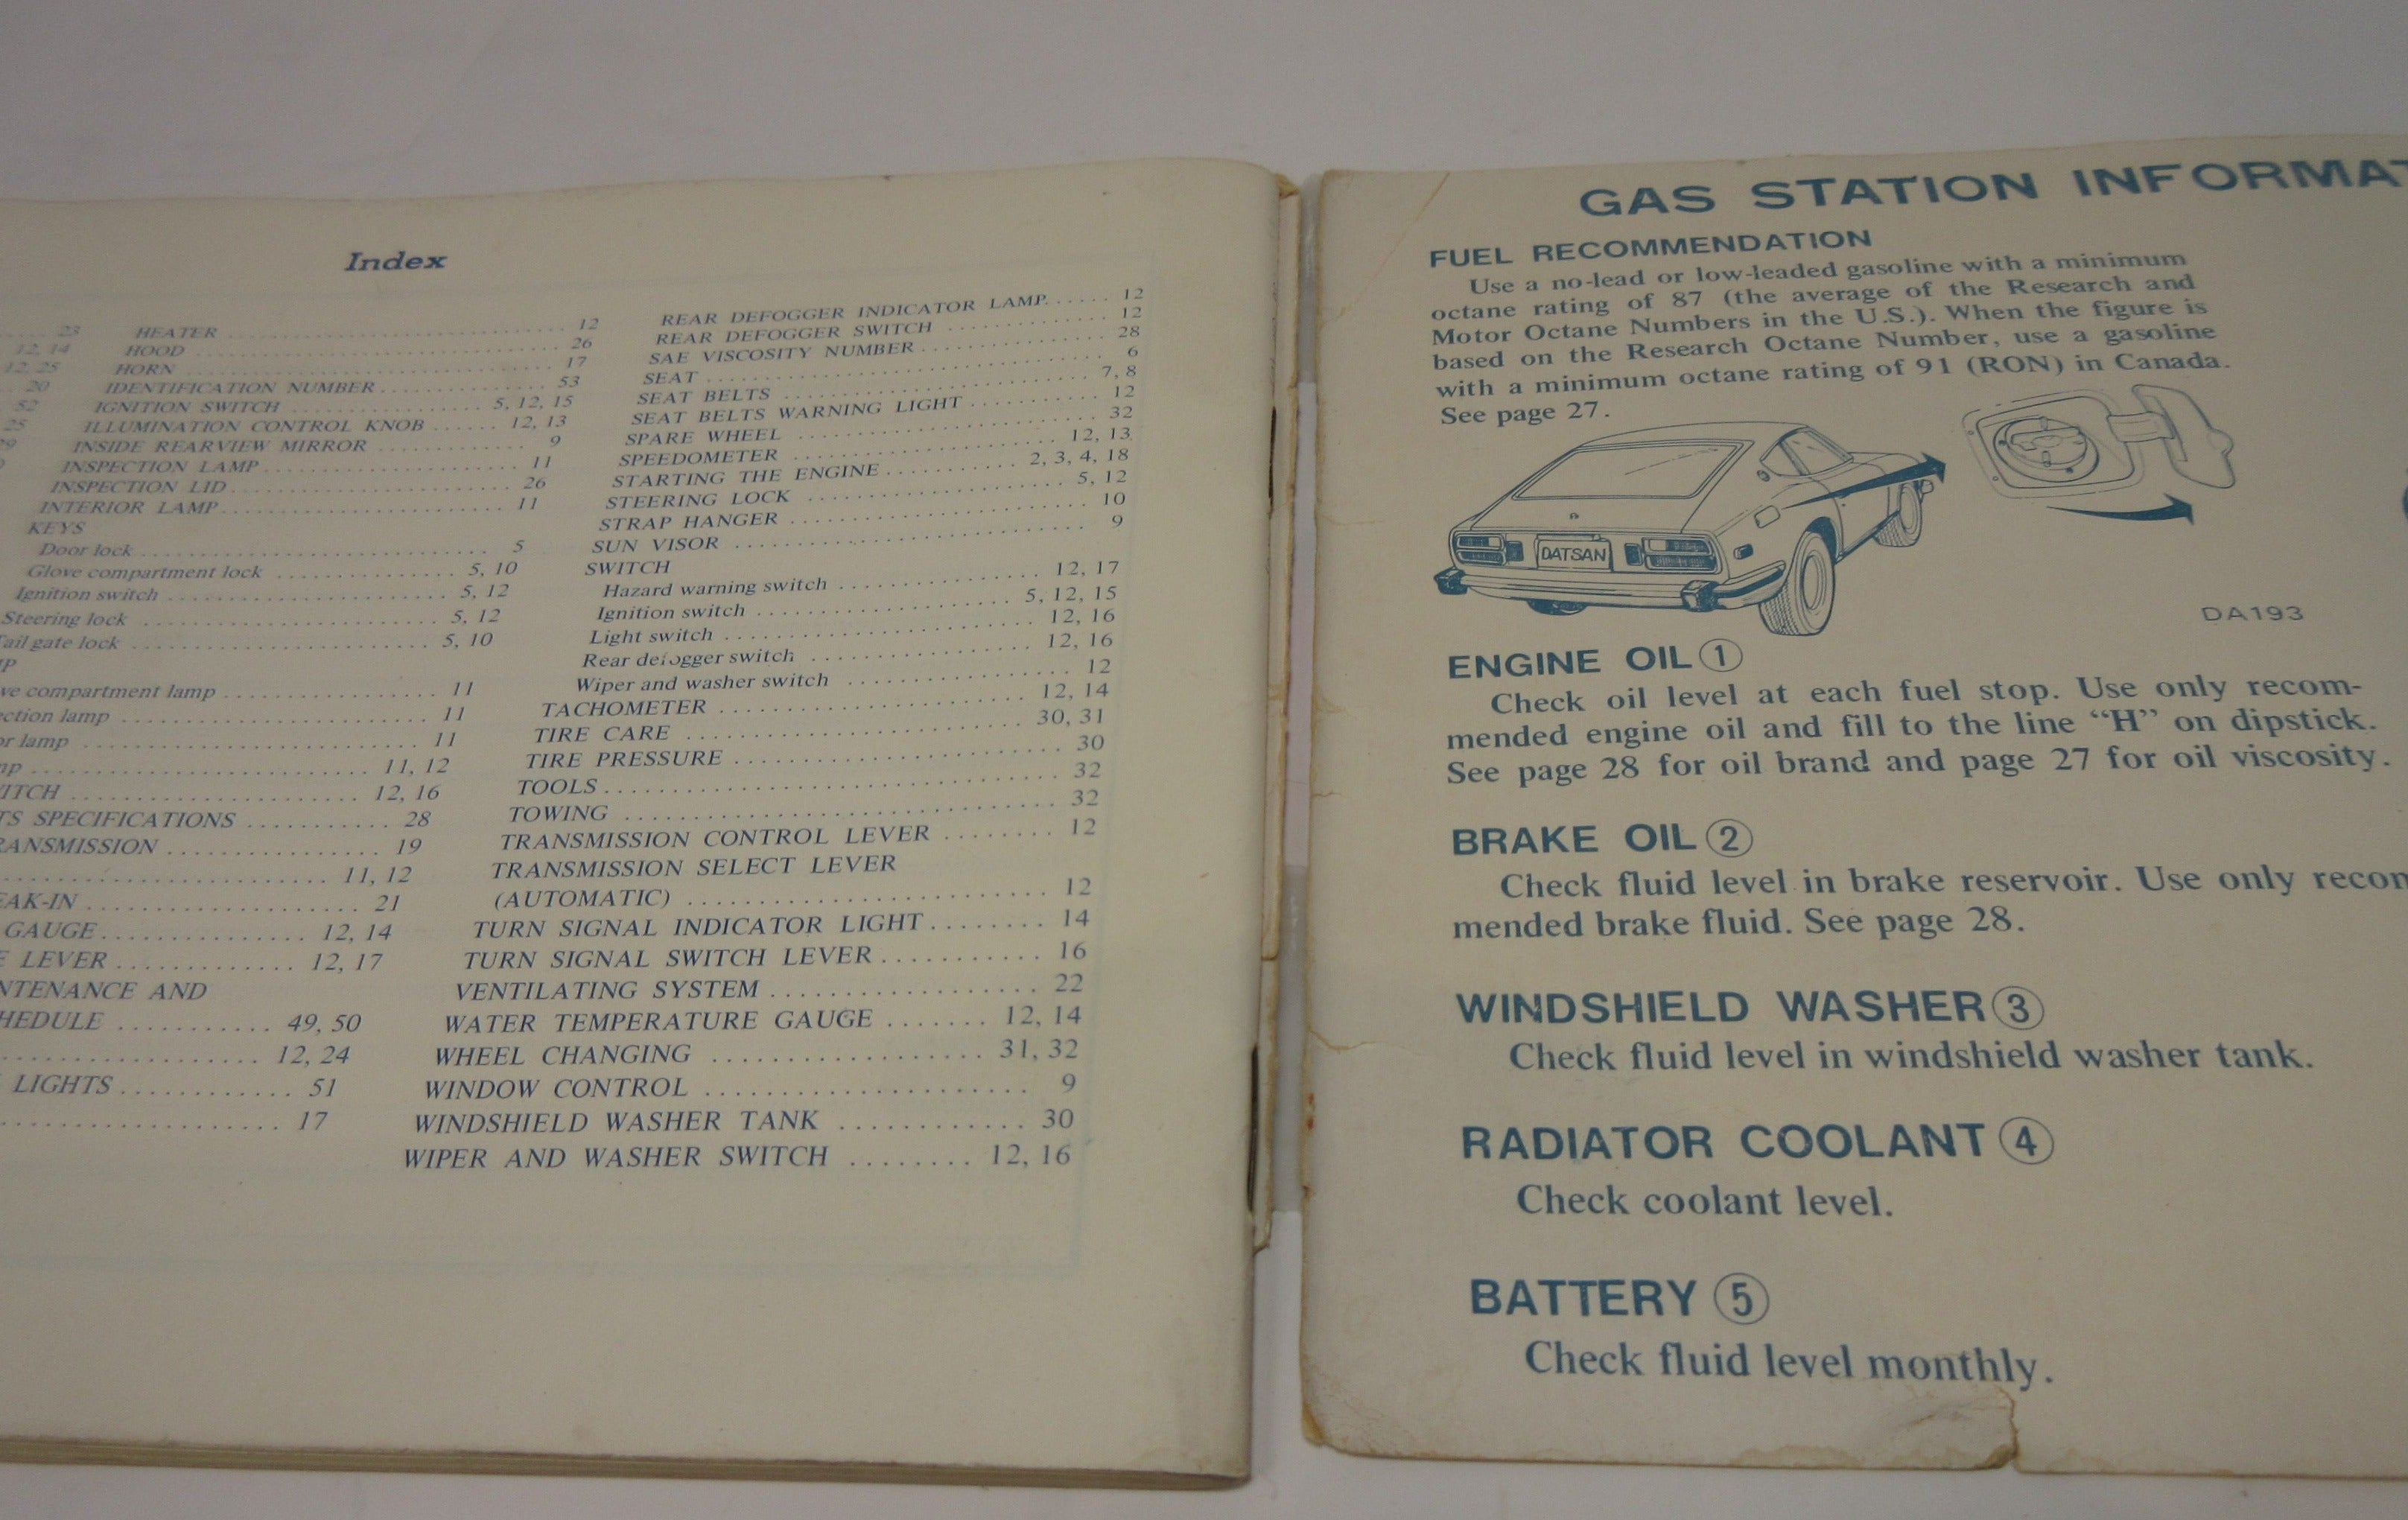 Index
23
12, 14
12, 25
20
52
25
HEATER ........ 12
HOOD ........ 26
HORN ........ 17
IDENTIFICATION NUMBER ........ 53
IGNITION SWITCH ........ 5, 12, 15
ILLUMINATION CONTROL KNOB ...... 12, 13
INSIDE REARVIEW MIRROR ........ 9
INSPECTION LAMP ........ 11
INSPECTION LID ........ 26
INTERIOR LAMP ........ 11
KEYS
Door lock ........ 5
Glove compartment lock ........ 5, 10
Ignition switch ........ 5, 12
Steering lock ........ 5, 12
Tail gate lock ........ 5, 10
P
ve compartment lamp ........ 11
ction lamp ........ 11
or lamp ........ 11
mp ........ 11, 12
ITCH ........ 12, 16
TS SPECIFICATIONS ........ 28
RANSMISSION ........ 19
........ 11, 12
EAK-IN ........ 21
GAUGE ........ 12, 14
E LEVER ........ 12, 17
NTENANCE AND
HEDULE ........ 49, 50
........ 12, 24
LIGHTS ........ 51
........ 17
REAR DEFOGGER INDICATOR LAMP ...... 12
REAR DEFOGGER SWITCH ........ 12
SAE VISCOSITY NUMBER ........ 28
SEAT ........ 6
SEAT BELTS ........ 7, 8
SEAT BELTS WARNING LIGHT ........ 12
SPARE WHEEL ........ 32
SPEEDOMETER ........ 12, 13
STARTING THE ENGINE ........ 2, 3, 4, 18
STEERING LOCK ........ 5, 12
STRAP HANGER ........ 10
SUN VISOR ........ 9
SWITCH
Hazard warning switch ........ 12, 17
Ignition switch ........ 5, 12, 15
Light switch ........ 12, 16
Rear defogger switch ........ 12, 16
Wiper and washer switch ........ 12
TACHOMETER ........ 12, 14
TIRE CARE ........ 30, 31
TIRE PRESSURE ........ 30
TOOLS ........ 32
TOWING ........ 32
TRANSMISSION CONTROL LEVER ........ 12
TRANSMISSION SELECT LEVER
(AUTOMATIC) ........ 12
TURN SIGNAL INDICATOR LIGHT ........ 14
TURN SIGNAL SWITCH LEVER ........ 16
VENTILATING SYSTEM ........ 22
WATER TEMPERATURE GAUGE ....... 12, 14
WHEEL CHANGING ........ 31, 32
WINDOW CONTROL ........ 9
WINDSHIELD WASHER TANK ........ 30
WIPER AND WASHER SWITCH ........ 12, 16
GAS STATION INFORMAT
FUEL RECOMMENDATION
Use a no-lead or low-leaded gasoline with a minimum
octane rating of 87 (the average of the Research and
Motor Octane Numbers in the U.S.). When the figure is
based on the Research Octane Number, use a gasoline
with a minimum octane rating of 91 (RON) in Canada.
See page 27.
DATSAN
DA193
ENGINE OIL ①
Check oil level at each fuel stop. Use only recom-
mended engine oil and fill to the line “H” on dipstick.
See page 28 for oil brand and page 27 for oil viscosity.
BRAKE OIL ②
Check fluid level in brake reservoir. Use only recom
mended brake fluid. See page 28.
WINDSHIELD WASHER ③
Check fluid level in windshield washer tank.
RADIATOR COOLANT ④
Check coolant level.
BATTERY ⑤
Check fluid level monthly.